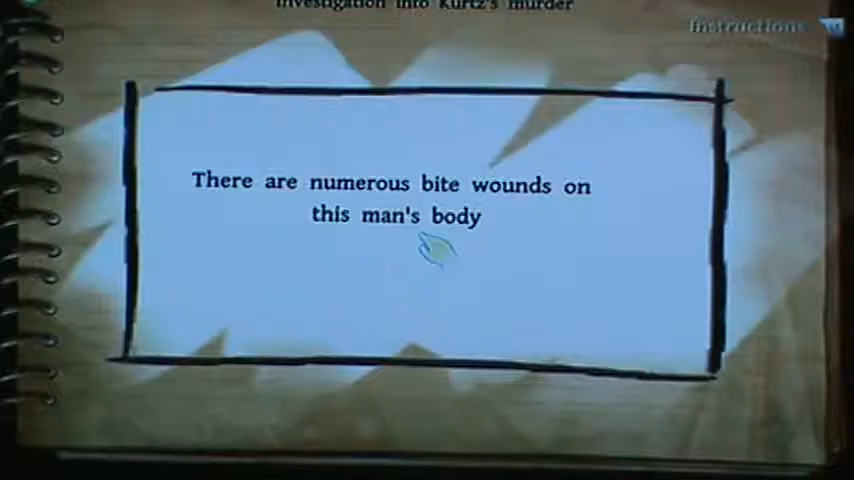 Investigation into Kurtz's murder
Instructions
There are numerous bite wounds on
this man's body